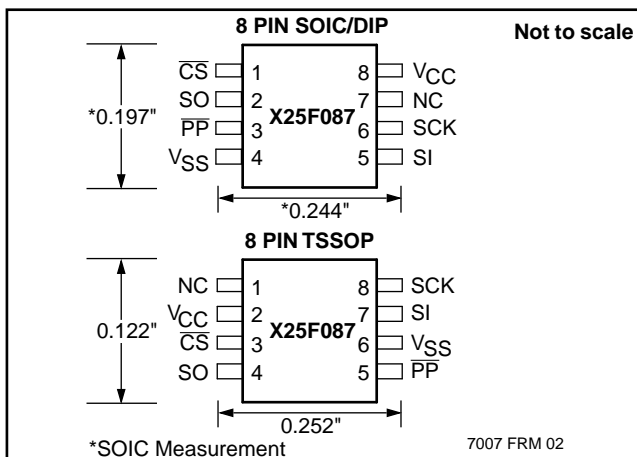 8 PIN SOIC/DIP
Not to scale
CS 1 8 VCC
SO 2 7 NC
*0.197" X25F087
PP 3 6 SCK
VSS 4 5 SI
*0.244"
8 PIN TSSOP
NC 1 8 SCK
VCC 2 7 SI
0.122" X25F087
CS 3 6 VSS
SO 4 5 PP
0.252"
*SOIC Measurement
7007 FRM 02